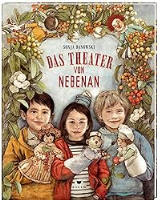 SONJA DANOWSKI
DAS THEATER
VON
NEBENAN